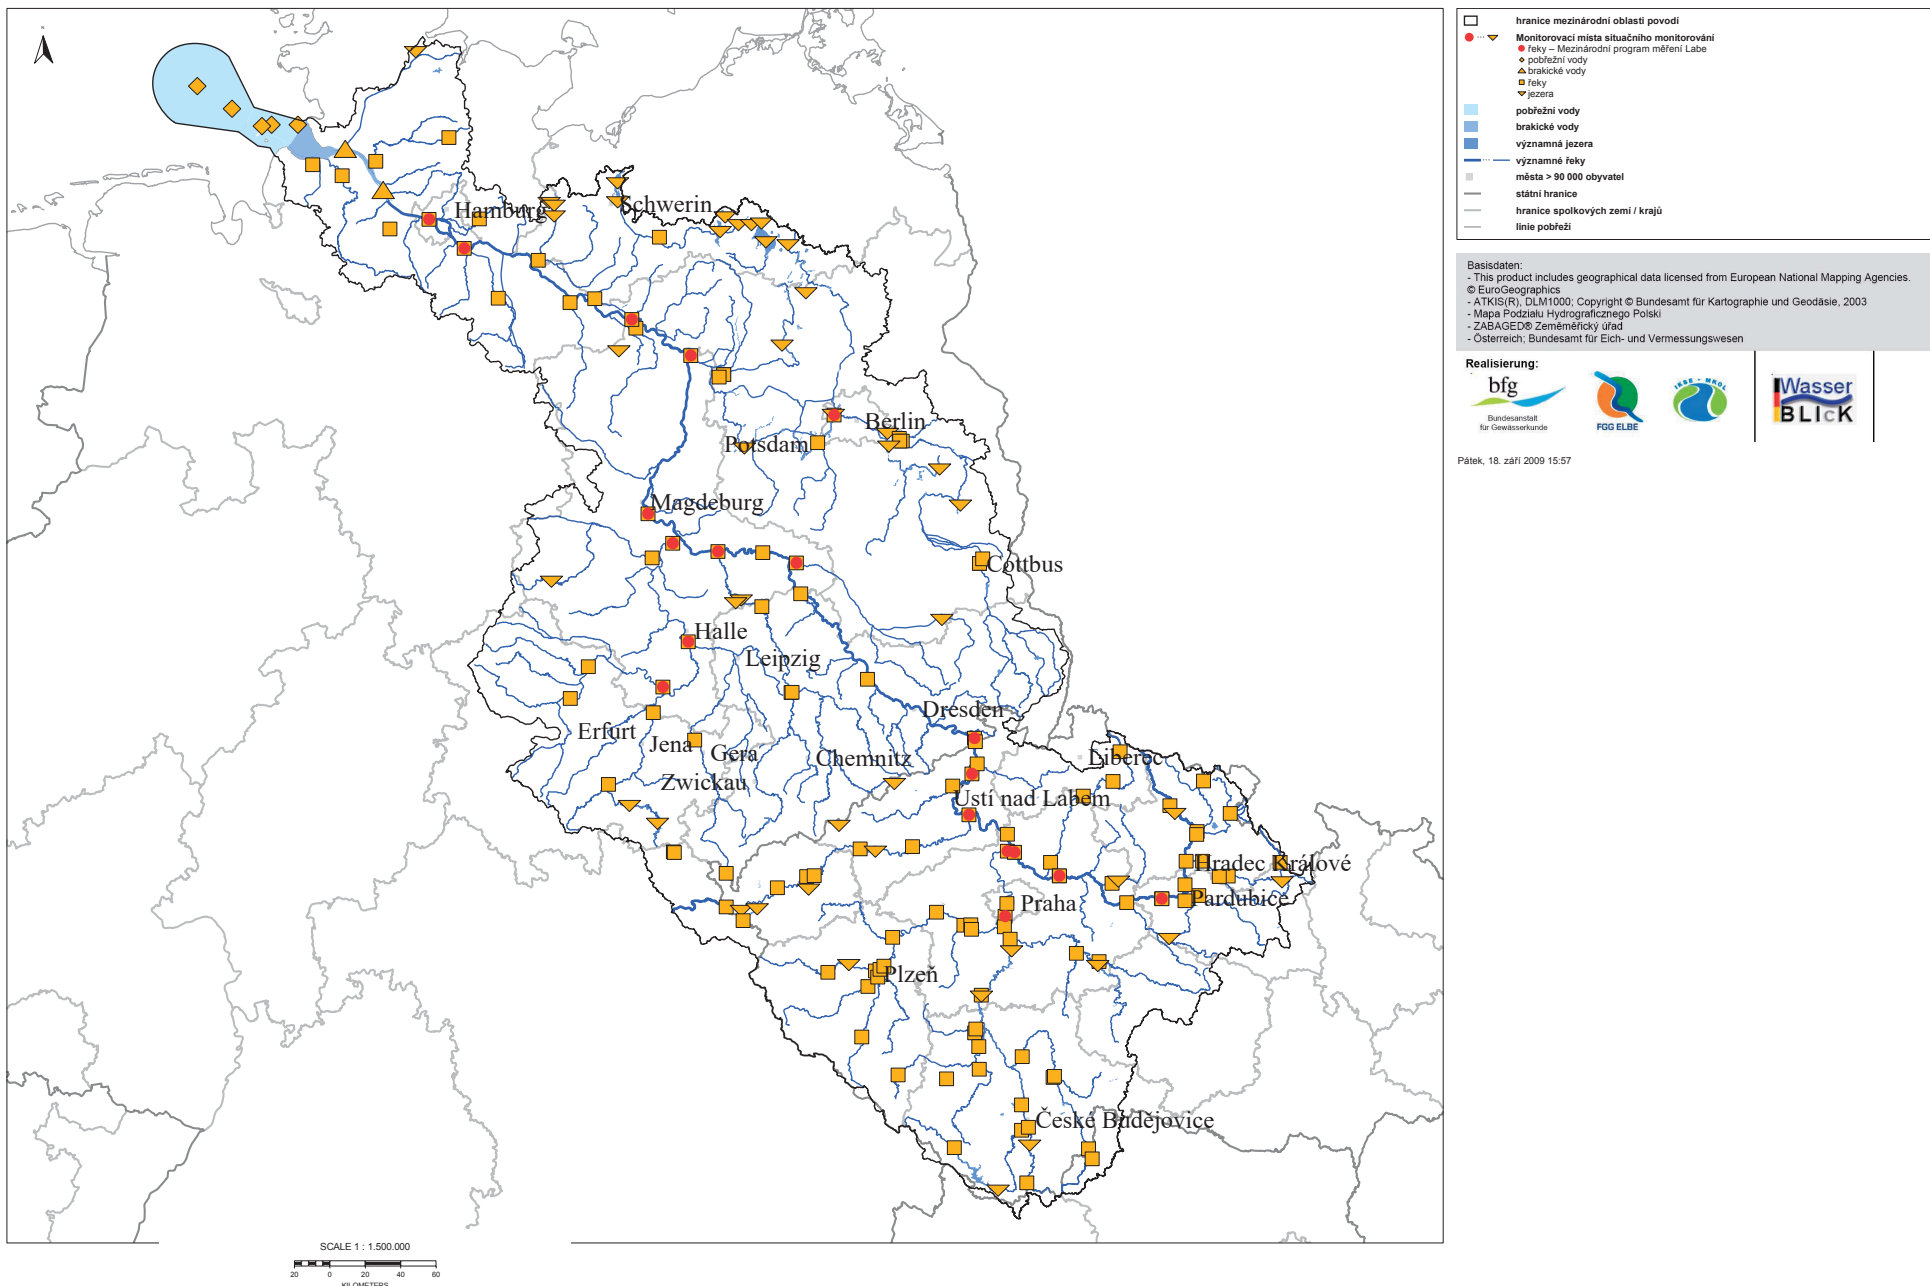 hranice mezinárodní oblasti povodí
Monitorovací místa situačního monitorování
řeky – Mezinárodní program měření Labe
pobřežní vody
brakické vody
řeky
jezera
pobřežní vody
brakické vody
významná jezera
významné řeky
města > 90 000 obyvatel
státní hranice
hranice spolkových zemí / krajů
linie pobřeží
Basisdaten:
- This product includes geographical data licensed from European National Mapping Agencies.
© EuroGeographics
- ATKIS(R), DLM1000; Copyright © Bundesamt für Kartographie und Geodäsie, 2003
- Mapa Podziału Hydrograficznego Polski
- ZABAGED® Zeměměřický úřad
- Österreich; Bundesamt für Eich- und Vermessungswesen
Realisierung:
bfg
Bundesanstalt
für Gewässerkunde
FGG ELBE
IKSE - MKOL
Wasser
BLIcK
Pátek, 18. září 2009 15:57
Hamburg
Schwerin
Berlin
Potsdam
Magdeburg
Cottbus
Halle
Leipzig
Dresden
Erfurt
Jena
Gera
Chemnitz
Liberec
Zwickau
Ústí nad Labem
Hradec Králové
Praha
Pardubice
Plzeň
České Budějovice
SCALE 1 : 1.500.000
20 0 20 40 60
KILOMETERS